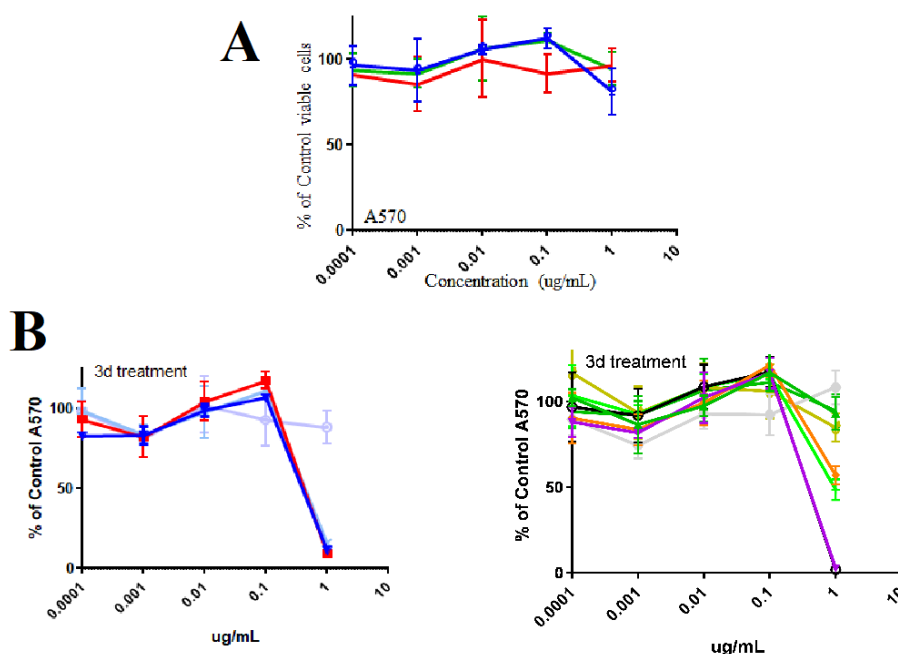 A
100
50
0
% of Control viable cells
A570
0.0001
0.001
0.01
0.1
1
10
Concentration (ug/mL)
B
3d treatment
100
50
0
% of Control A570
0.0001
0.001
0.01
0.1
1
10
ug/mL
3d treatment
100
50
0
% of Control A570
0.0001
0.001
0.01
0.1
1
10
ug/mL